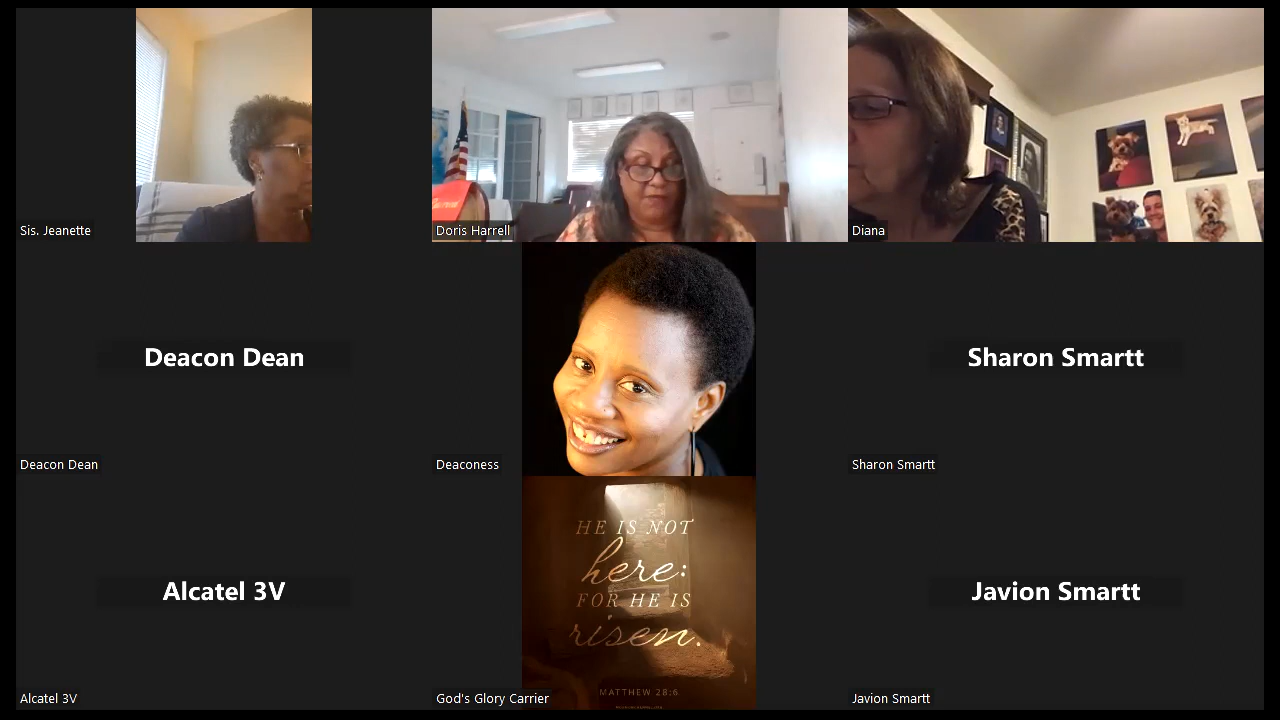 Sis. Jeanette
Doris Harrell
Diana
Deacon Dean
Sharon Smartt
Deacon Dean
Deaconess
Sharon Smartt
HE IS NOT
here:
FOR HE IS
risen.
MATTHEW 28:6
Alcatel 3V
Javion Smartt
Alcatel 3V
God's Glory Carrier
Javion Smartt